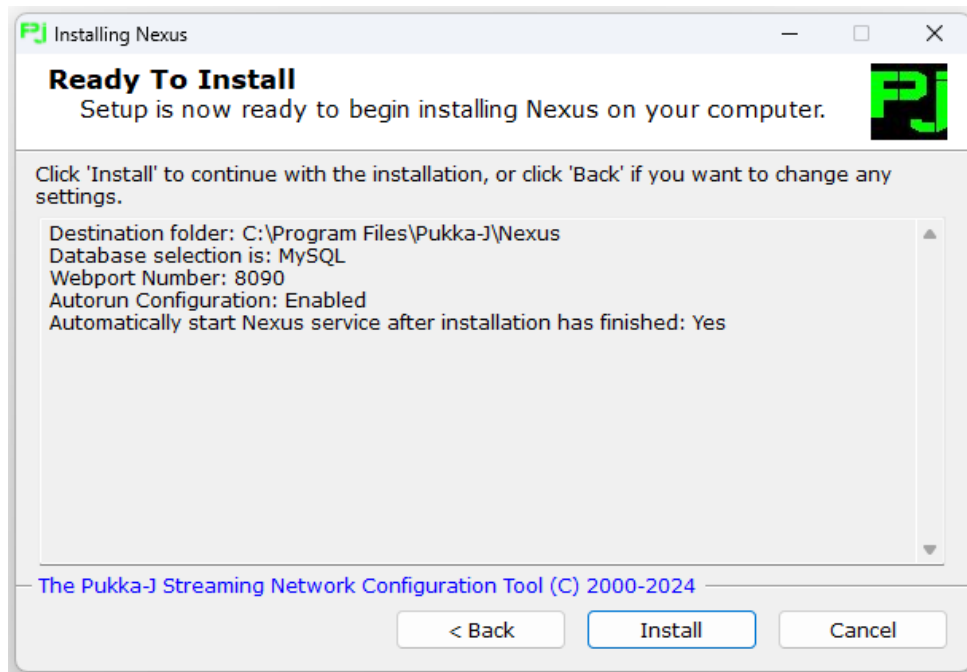 PJ Installing Nexus
Ready To Install
Setup is now ready to begin installing Nexus on your computer.
PJ
Click 'Install' to continue with the installation, or click 'Back' if you want to change any
settings.
Destination folder: C:\Program Files\Pukka-J\Nexus
Database selection is: MySQL
Webport Number: 8090
Autorun Configuration: Enabled
Automatically start Nexus service after installation has finished: Yes
The Pukka-J Streaming Network Configuration Tool (C) 2000-2024
< Back Install Cancel